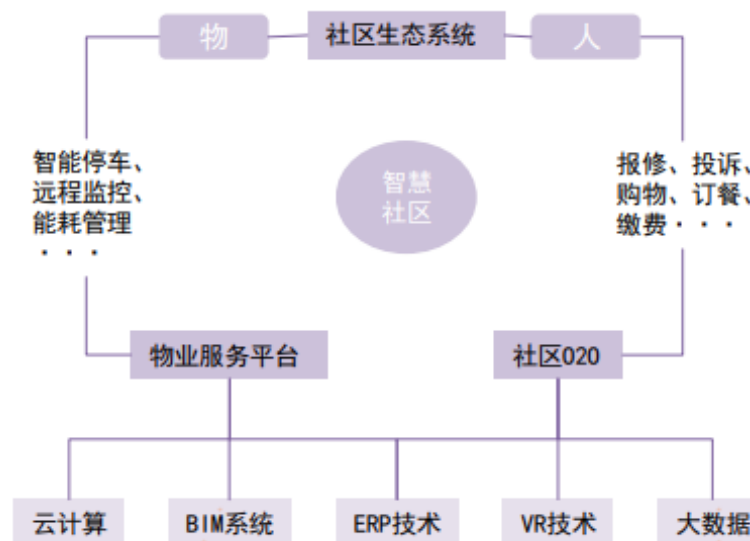 物
社区生态系统
人
智能停车、
远程监控、
能耗管理
· · ·
智慧
社区
报修、投诉、
购物、订餐、
缴费· · ·
物业服务平台
社区020
云计算
BIM系统
ERP技术
VR技术
大数据